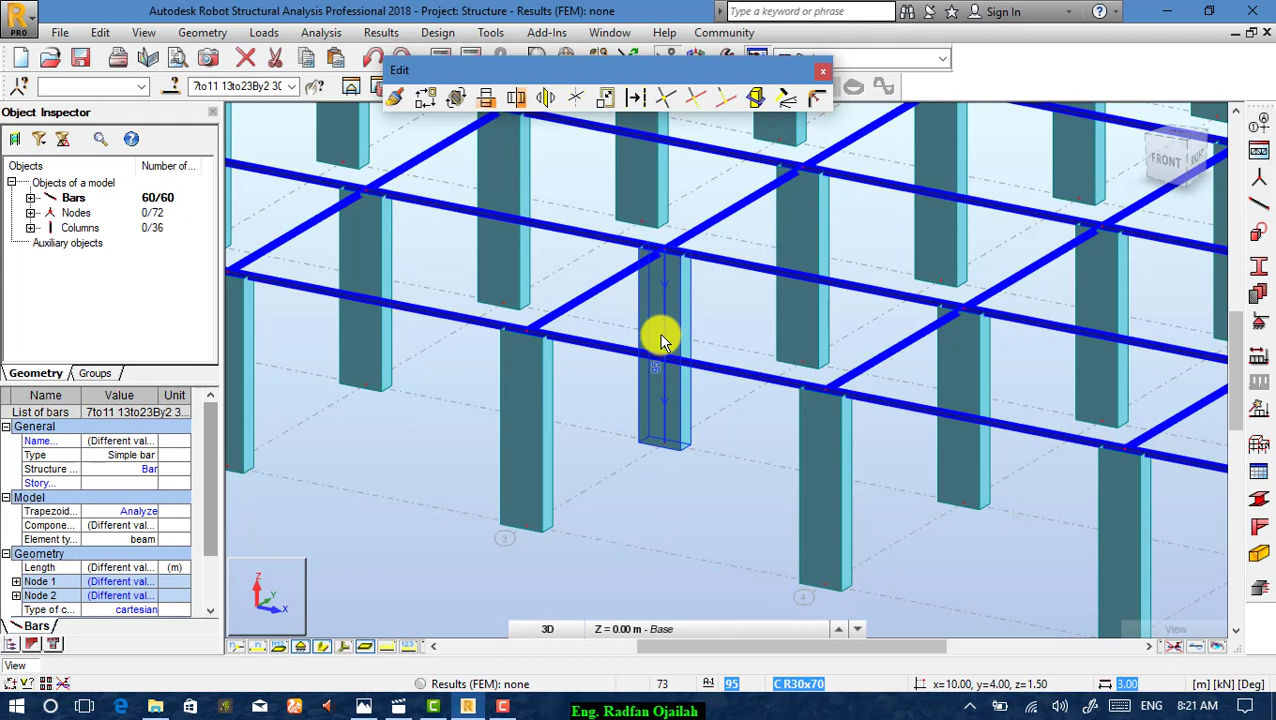 Autodesk Robot Structural Analysis Professional 2018 - Project: Structure - Results (FEM): none
Type a keyword or phrase
Sign In
PRO
File Edit View Geometry Loads Analysis Results Design Tools Add-Ins Window Help Community
Edit
7to11 13to23By2 3(
Object Inspector
FRONT
Objects Number of...
Objects of a model
Bars 60/60
Nodes 0/72
Columns 0/36
Auxiliary objects
Geometry Groups
Name Value Unit
List of bars 7to11 13to23By2 3...
General
Name... (Different val...
Type Simple bar
Structure ... Bar
Story...
Model
Trapezoid... Analyze
Compone... (Different val...
Element ty... beam
Geometry
Length (Different val... (m)
Node 1 (Different val...
Node 2 (Different val...
Type of c... cartesian
Bars
95
3
4
Z
Y
X
3D Z = 0.00 m - Base
View
View
Results (FEM): none 73 95 C R30x70 x=10.00, y=4.00, z=1.50 3.00 [m] [kN] [Deg]
Eng. Radfan Ojailah
ENG 8:21 AM